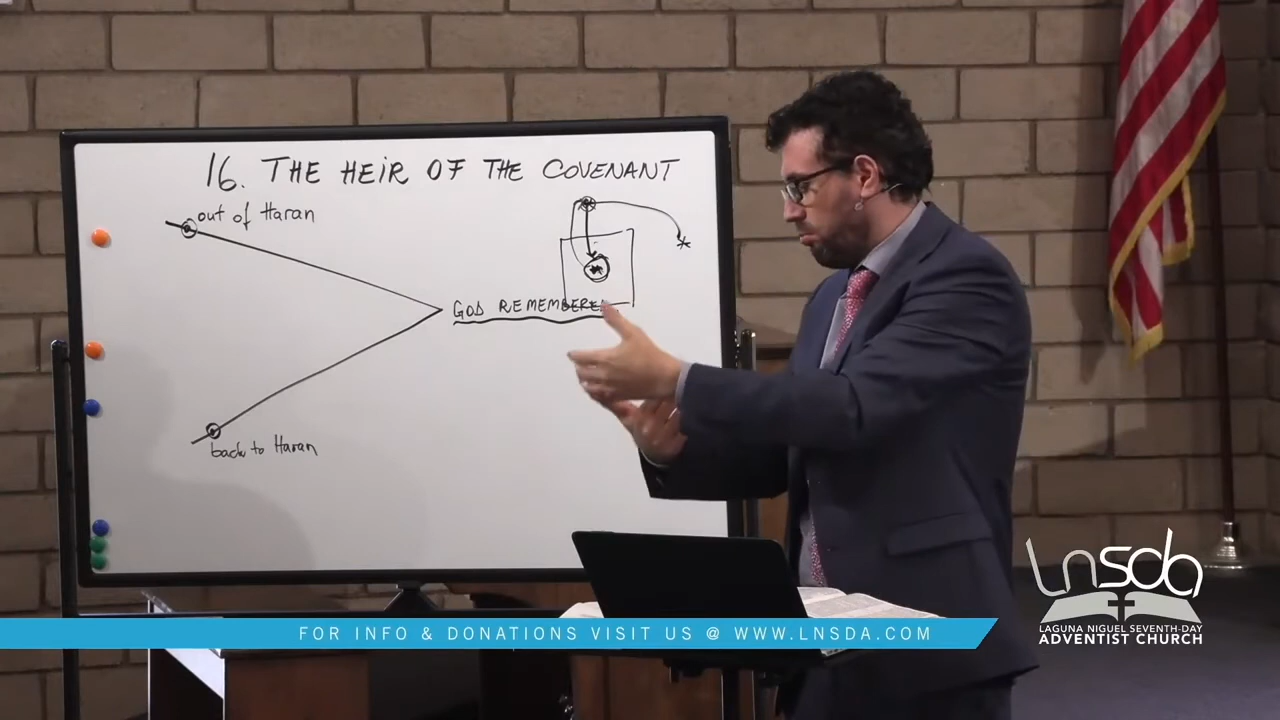 16. THE HEIR OF THE COVENANT
out of Haran
GOD REMEMBERED
back to Haran
FOR INFO & DONATIONS VISIT US @ WWW.LNSDA.COM
LNSDA
LAGUNA NIGUEL SEVENTH-DAY
ADVENTIST CHURCH